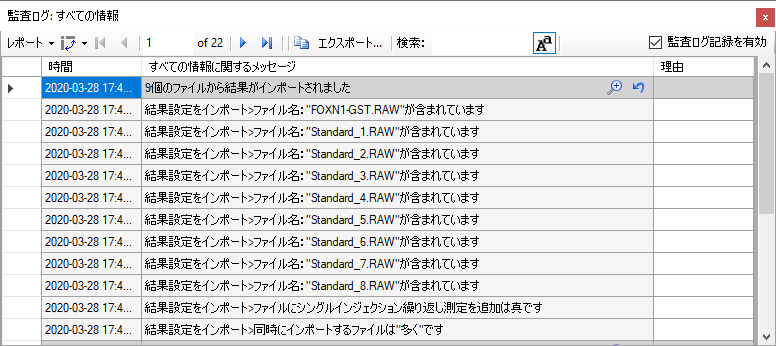 監査ログ: すべての情報
レポート 1 of 22 エクスポート... 検索: Aa 監査ログ記録を有効
時間 すべての情報に関するメッセージ 理由
2020-03-28 17:4... 9個のファイルから結果がインポートされました
2020-03-28 17:4... 結果設定をインポート>ファイル名: "FOXN1-GST.RAW"が含まれています
2020-03-28 17:4... 結果設定をインポート>ファイル名: "Standard_1.RAW"が含まれています
2020-03-28 17:4... 結果設定をインポート>ファイル名: "Standard_2.RAW"が含まれています
2020-03-28 17:4... 結果設定をインポート>ファイル名: "Standard_3.RAW"が含まれています
2020-03-28 17:4... 結果設定をインポート>ファイル名: "Standard_4.RAW"が含まれています
2020-03-28 17:4... 結果設定をインポート>ファイル名: "Standard_5.RAW"が含まれています
2020-03-28 17:4... 結果設定をインポート>ファイル名: "Standard_6.RAW"が含まれています
2020-03-28 17:4... 結果設定をインポート>ファイル名: "Standard_7.RAW"が含まれています
2020-03-28 17:4... 結果設定をインポート>ファイル名: "Standard_8.RAW"が含まれています
2020-03-28 17:4... 結果設定をインポート>ファイルにシングルインジェクション繰り返し測定を追加は真です
2020-03-28 17:4... 結果設定をインポート>同時にインポートするファイルは"多く"です